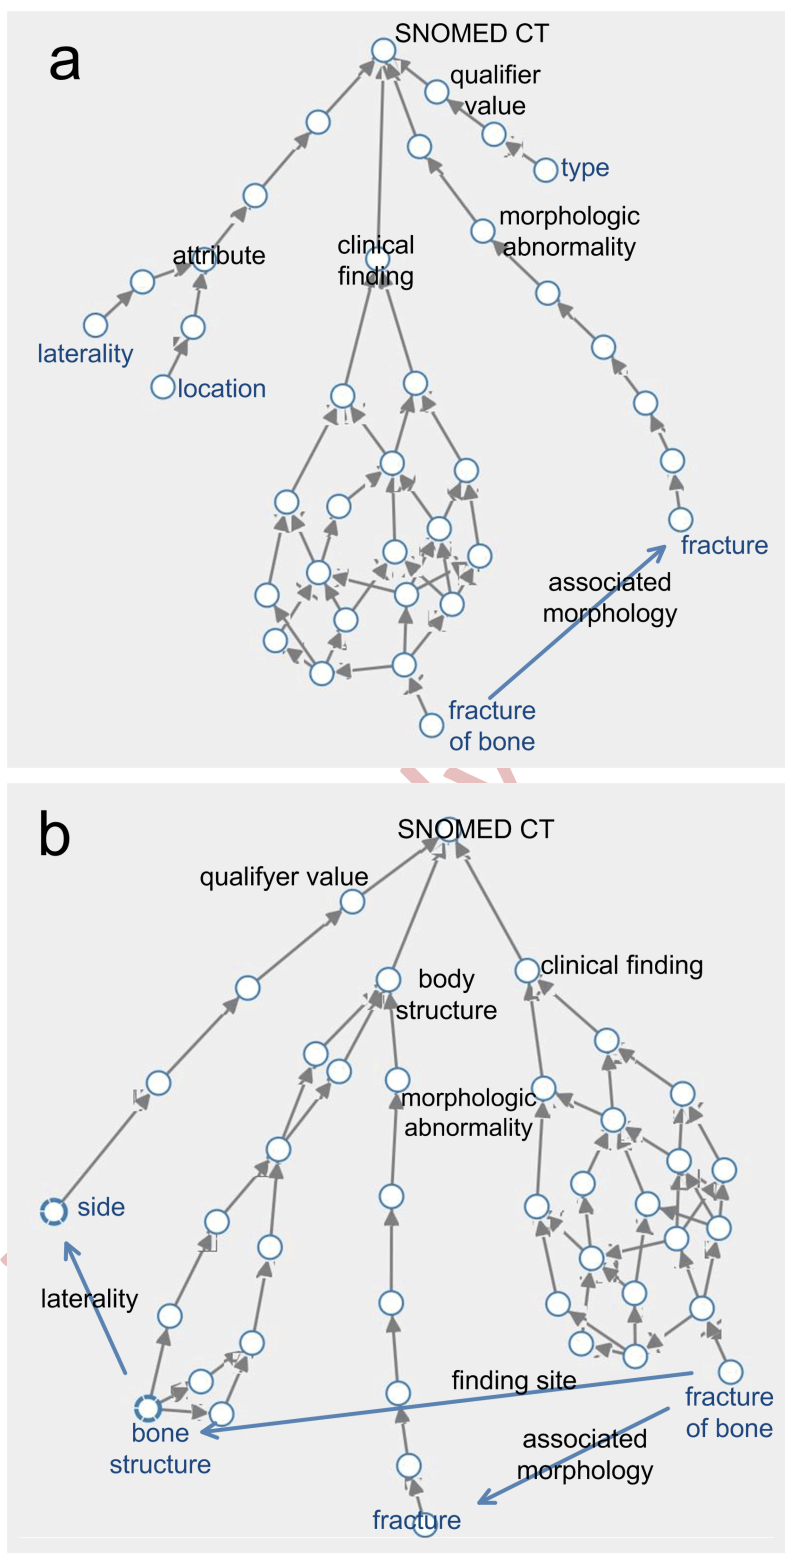 a
SNOMED CT
qualifier
value
type
morphologic
abnormality
attribute
clinical
finding
laterality
location
fracture
associated
morphology
fracture
of bone
b
SNOMED CT
qualifyer value
clinical finding
body
structure
morphologic
abnormality
side
laterality
finding site
fracture
of bone
bone
structure
associated
morphology
fracture